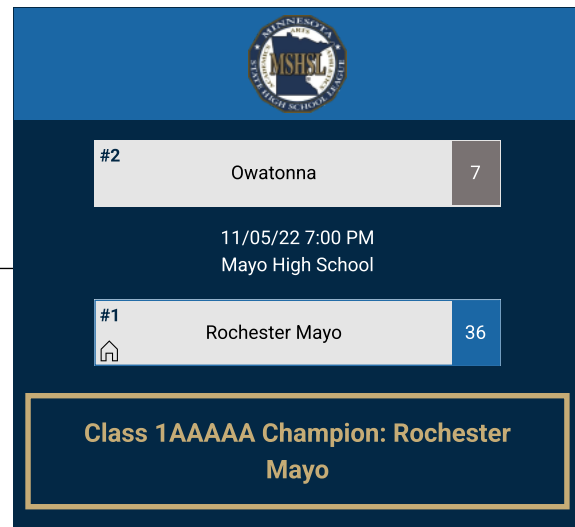 MINNESOTA
STATE HIGH SCHOOL LEAGUE
ACADEMICS
ARTS
ATHLETICS
MSHSL
#2
Owatonna
7
11/05/22 7:00 PM
Mayo High School
#1
Rochester Mayo
36
Class 1AAAAA Champion: Rochester
Mayo